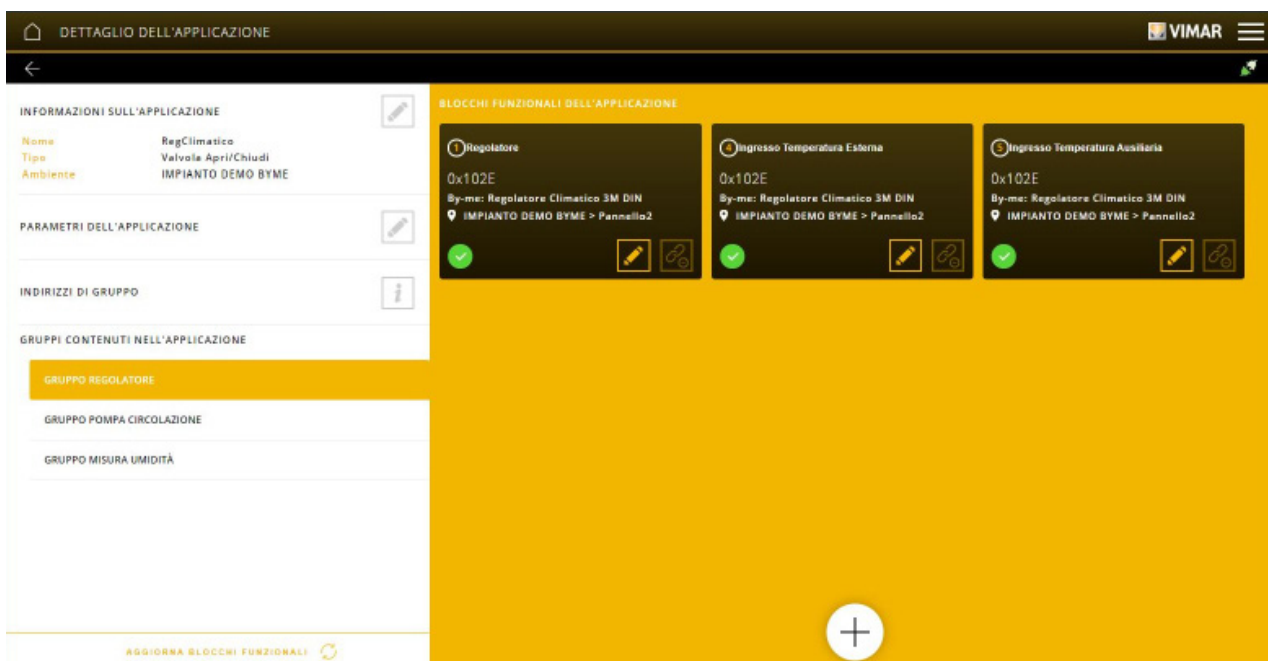 DETTAGLIO DELL'APPLICAZIONE
VIMAR
INFORMAZIONI SULL'APPLICAZIONE
Nome RegClimatico
Tipo Valvola Apri/Chiudi
Ambiente IMPIANTO DEMO BYME
PARAMETRI DELL'APPLICAZIONE
INDIRIZZI DI GRUPPO
i
GRUPPI CONTENUTI NELL'APPLICAZIONE
GRUPPO REGOLATORE
GRUPPO POMPA CIRCOLAZIONE
GRUPPO MISURA UMIDITÀ
AGGIORNA BLOCCHI FUNZIONALI
BLOCCHI FUNZIONALI DELL'APPLICAZIONE
1 Regolatore
0x102E
By-me: Regolatore Climatico 3M DIN
IMPIANTO DEMO BYME > Pannello2
4 Ingresso Temperatura Esterna
0x102E
By-me: Regolatore Climatico 3M DIN
IMPIANTO DEMO BYME > Pannello2
5 Ingresso Temperatura Ausiliaria
0x102E
By-me: Regolatore Climatico 3M DIN
IMPIANTO DEMO BYME > Pannello2